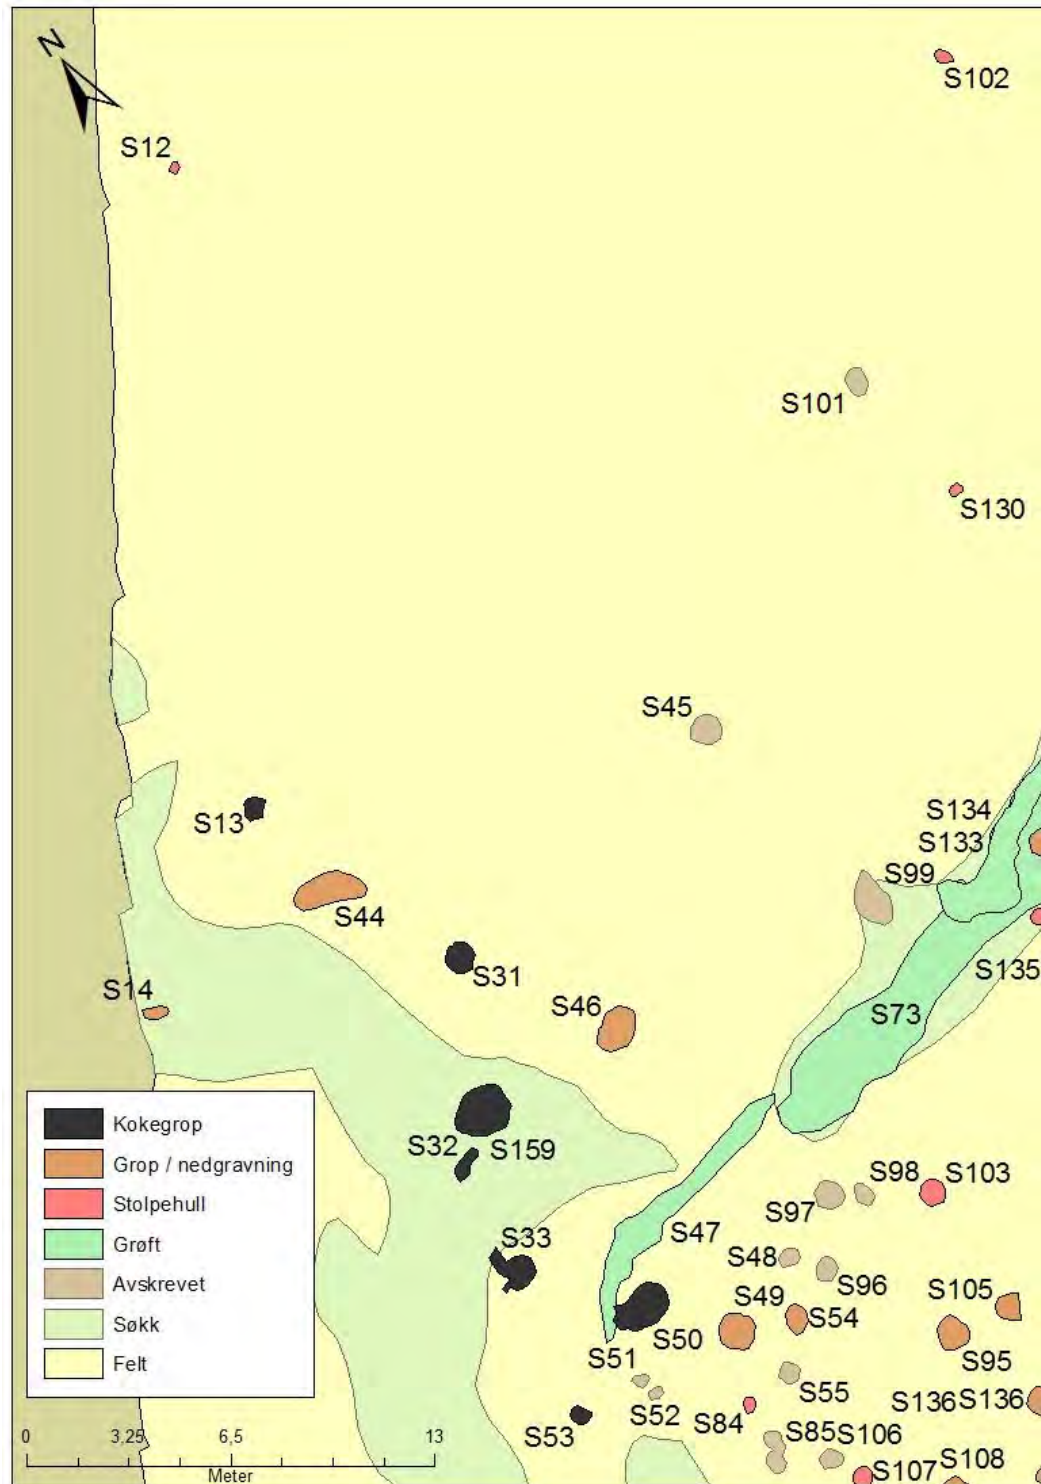 N
S102
S12
S101
S130
S45
S134
S13
S133
S99
S44
S31
S135
S14
S46
S73
Kokegrop
S32 S159
Grop / nedgravning
S98 S103
Stolpehull
S97
S33
S47
Grøft
S48
Avskrevet
S96
S105
S49
Søkk
S54
S50
Felt
S51
S95
S55
S136 S136
S52
S84
S53
S85 S106
0 3,25 6,5 13
S108
S107
Meter